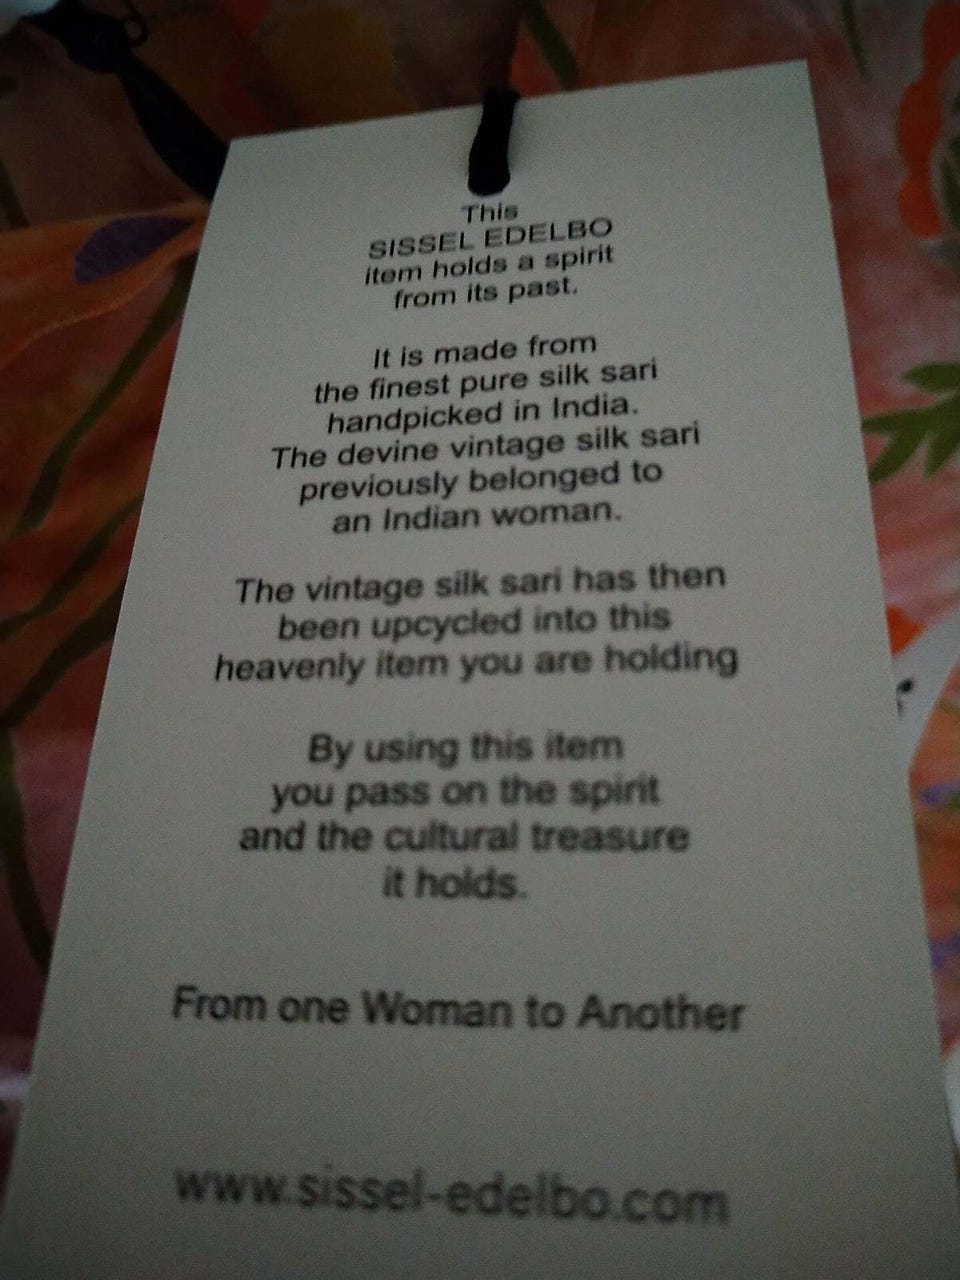 This
SISSEL EDELBO
item holds a spirit
from its past.
It is made from
the finest pure silk sari
handpicked in India.
The devine vintage silk sari
previously belonged to
an Indian woman.
The vintage silk sari has then
been upcycled into this
heavenly item you are holding
By using this item
you pass on the spirit
and the cultural treasure
it holds.
From one Woman to Another
www.sissel-edelbo.com